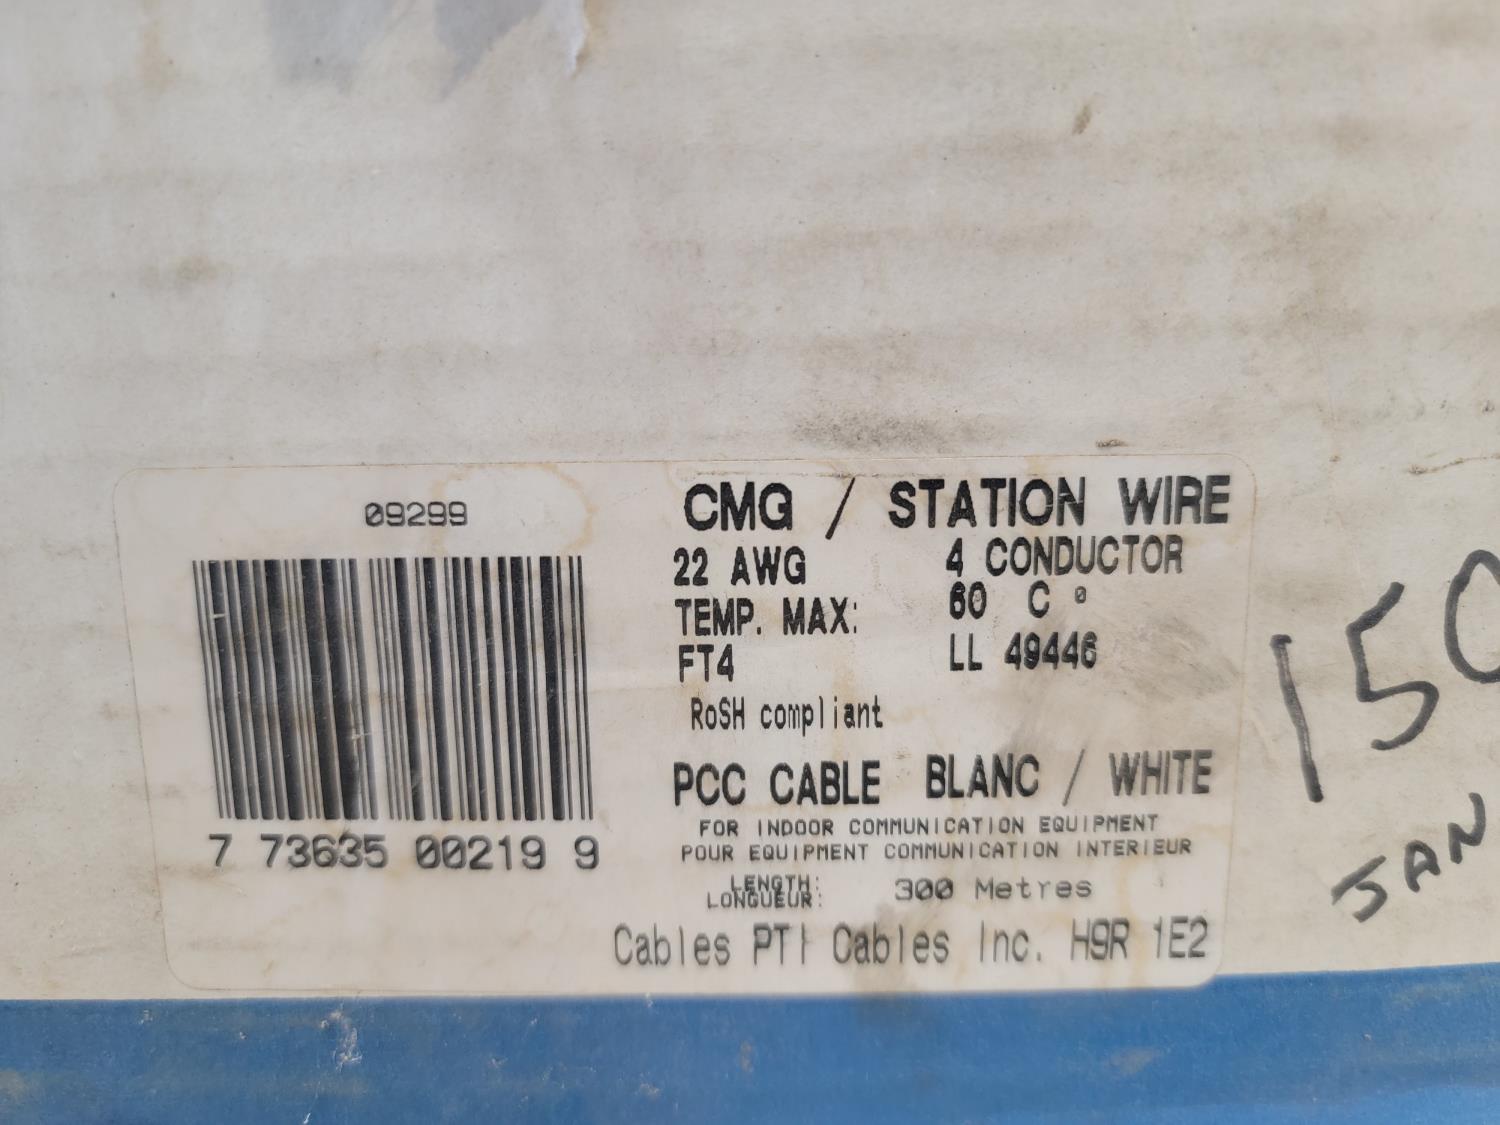 09299
7 73635 00219 9
CMG / STATION WIRE
22 AWG 4 CONDUCTOR
TEMP. MAX: 60 C °
FT4 LL 49446
RoSH compliant
PCC CABLE BLANC / WHITE
FOR INDOOR COMMUNICATION EQUIPMENT
POUR EQUIPMENT COMMUNICATION INTERIEUR
LENGTH:
LONGUEUR: 300 Metres
Cables PTI Cables Inc. H9R 1E2
150
JAN